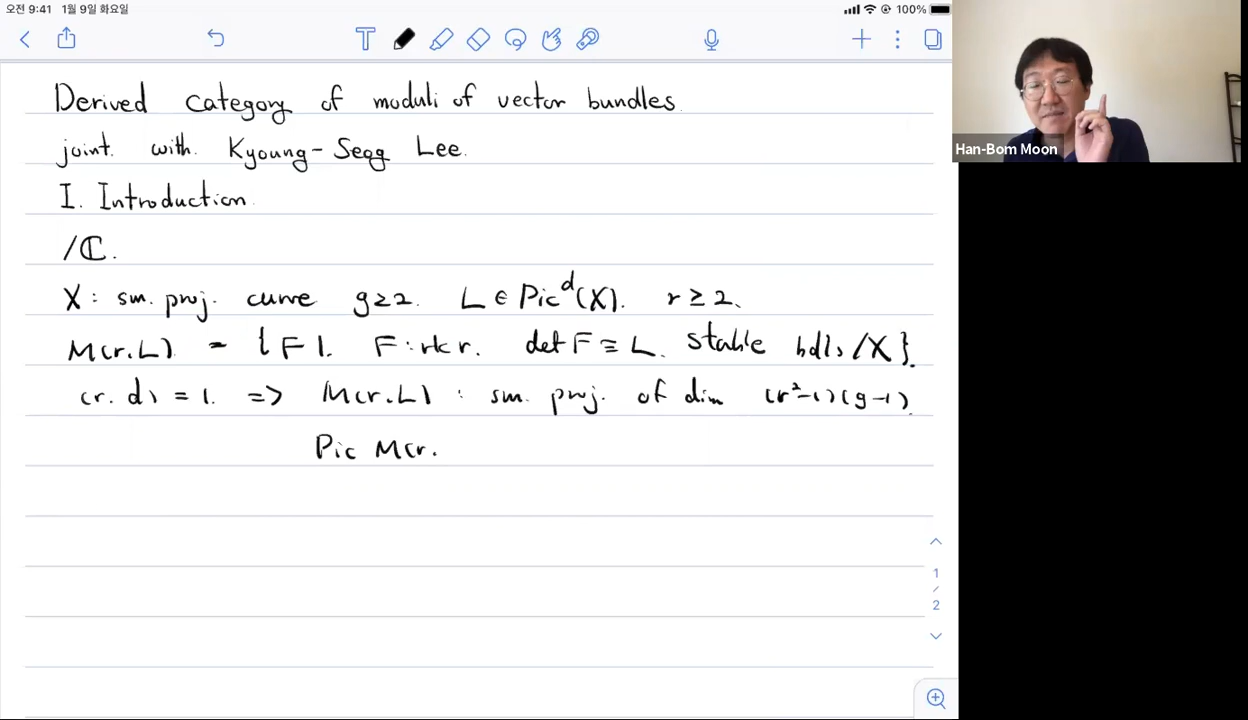 오전 9:41 1월 9일 화요일
100%
Derived category of moduli of vector bundles.
joint. with. Kyoung-Seog Lee.
I. Introduction.
/ℂ.
X : sm. proj. curve g≥2. L ∈ Pic^d(X). r ≥ 2.
M(r.L) = {F |. F : rk r. det F ≅ L. stable bdls /X}.
(r. d) = 1. => M(r.L) : sm. proj. of dim (r²-1)(g-1).
Pic M(r.
Han-Bom Moon
1
/
2